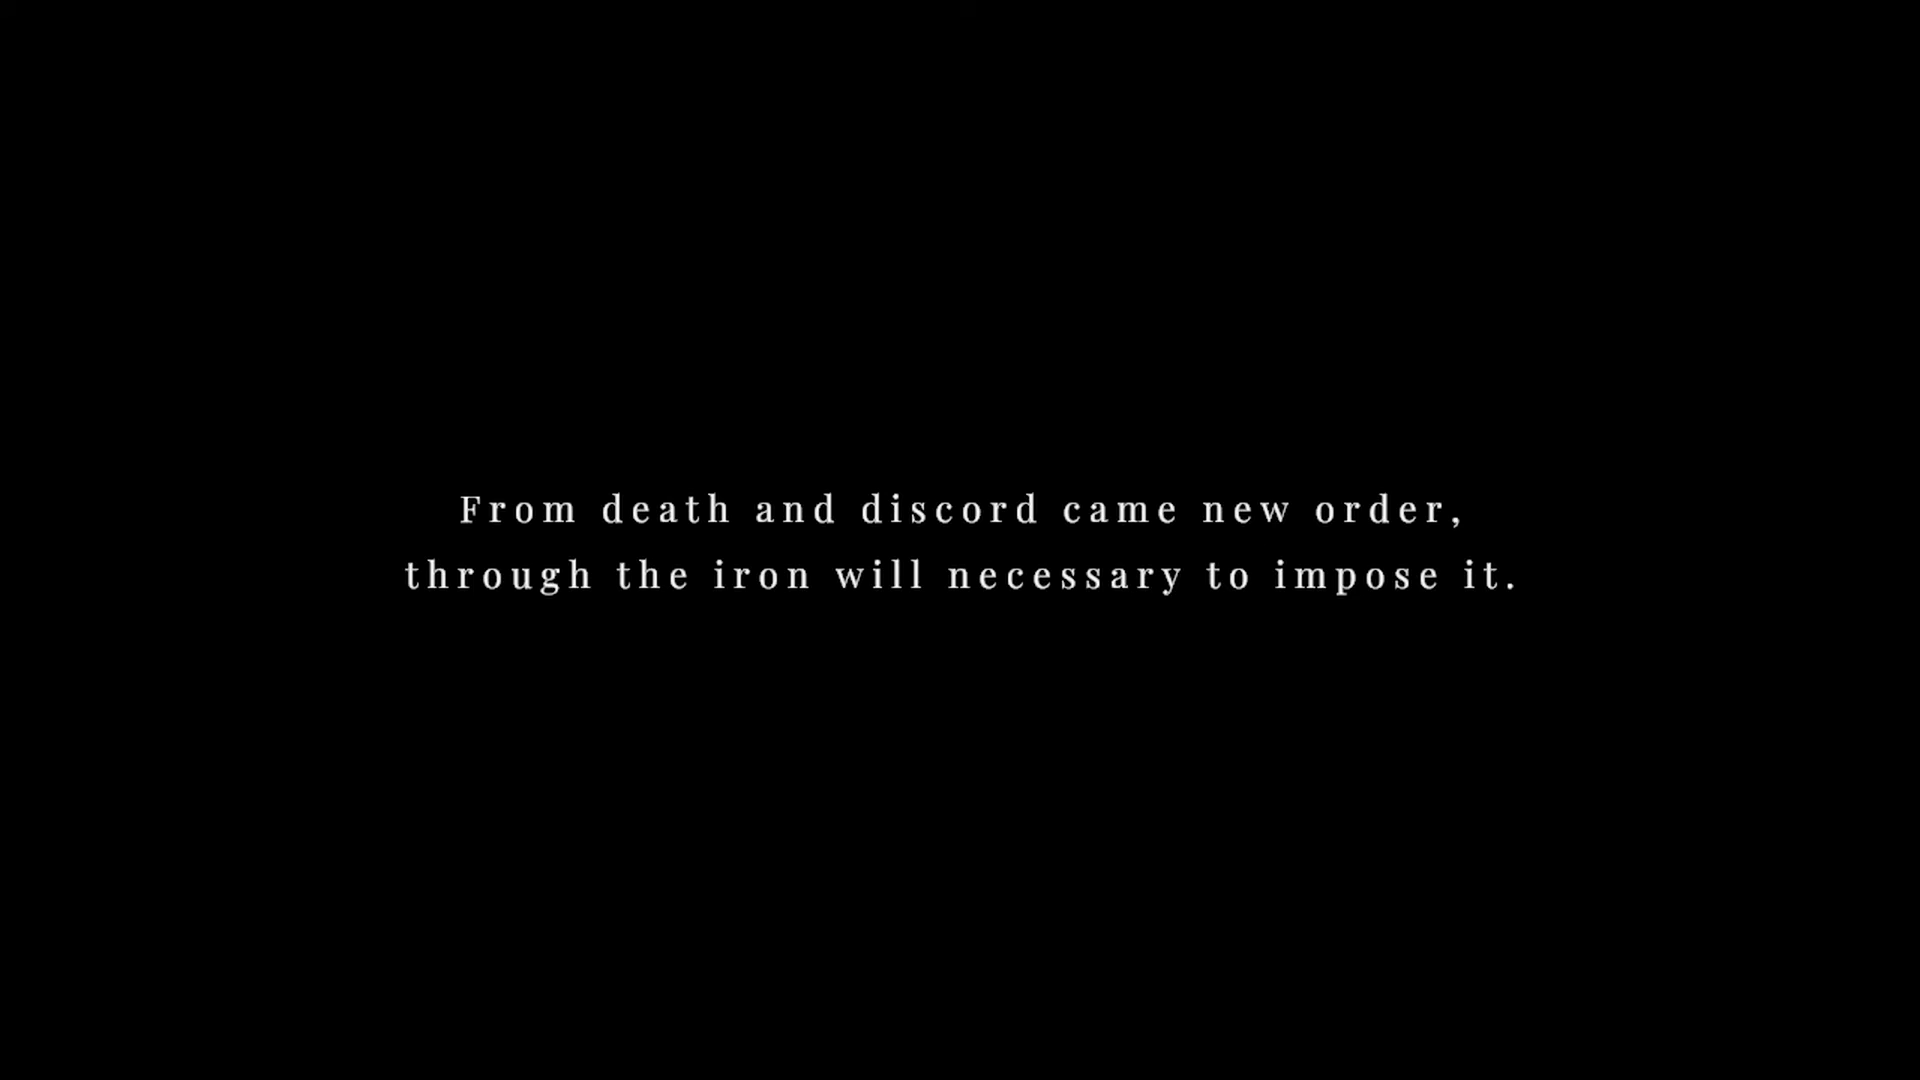 From death and discord came new order,
through the iron will necessary to impose it.